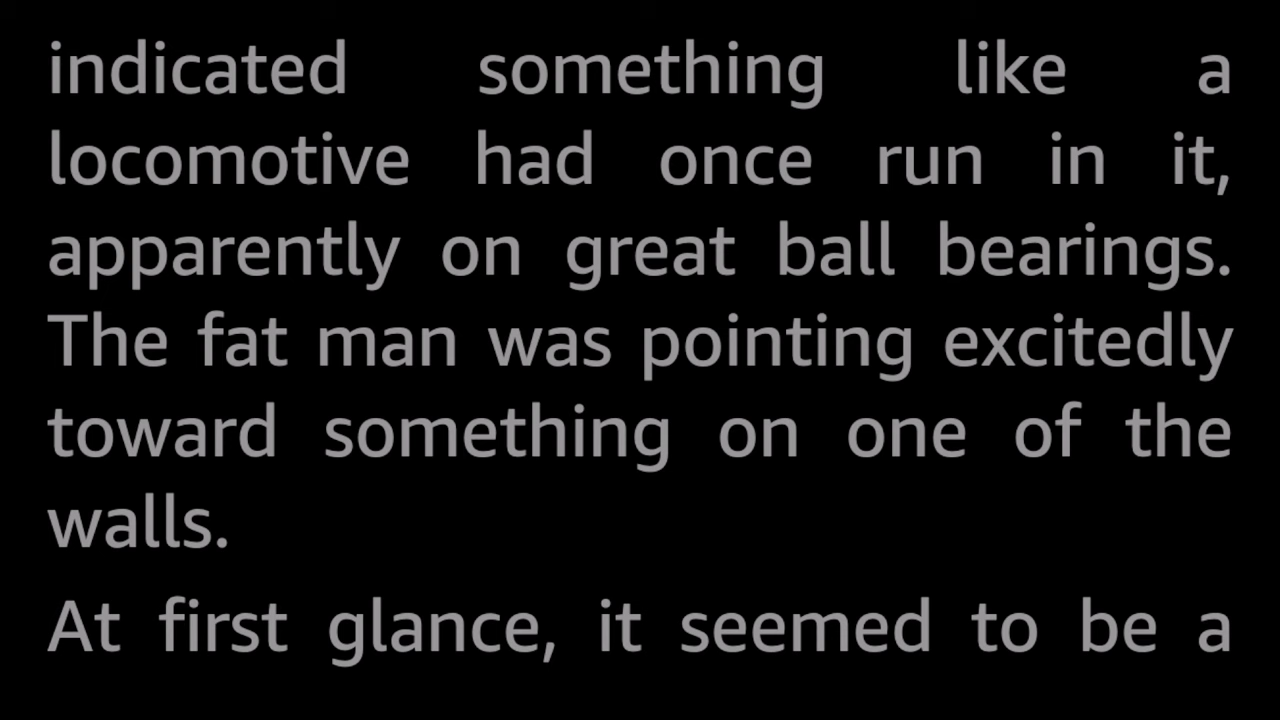 indicated something like a
locomotive had once run in it,
apparently on great ball bearings.
The fat man was pointing excitedly
toward something on one of the
walls.
At first glance, it seemed to be a